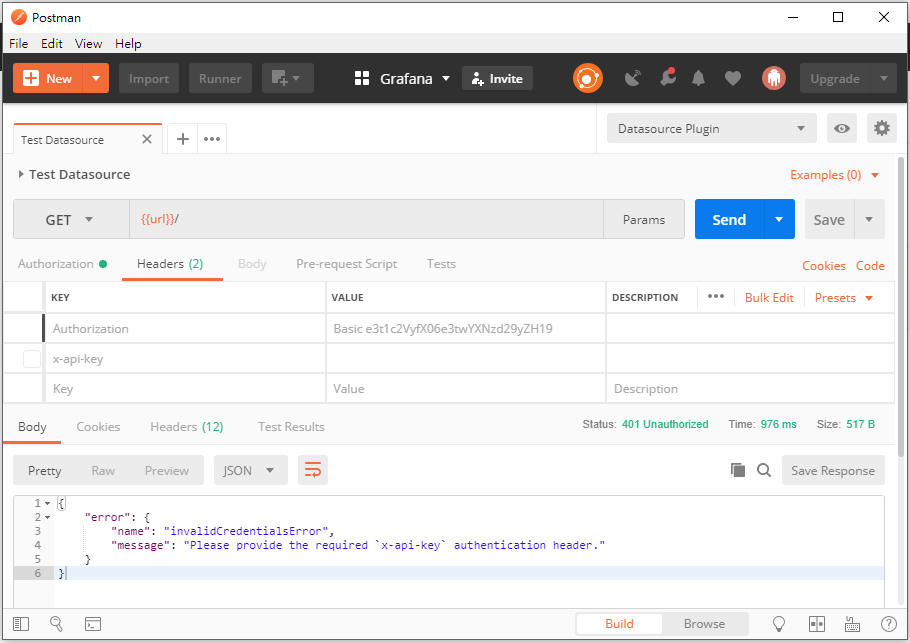 Postman
File Edit View Help
New Import Runner Grafana Invite Upgrade
Test Datasource Datasource Plugin
Test Datasource Examples (0)
GET {{url}}/ Params Send Save
Authorization Headers (2) Body Pre-request Script Tests Cookies Code
KEY VALUE DESCRIPTION Bulk Edit Presets
Authorization Basic e3t1c2VyfX06e3twYXNzd29yZH19
x-api-key
Key Value Description
Body Cookies Headers (12) Test Results Status: 401 Unauthorized Time: 976 ms Size: 517 B
Pretty Raw Preview JSON Save Response
1 {
2 "error": {
3 "name": "invalidCredentialsError",
4 "message": "Please provide the required `x-api-key` authentication header."
5 }
6 }
Build Browse